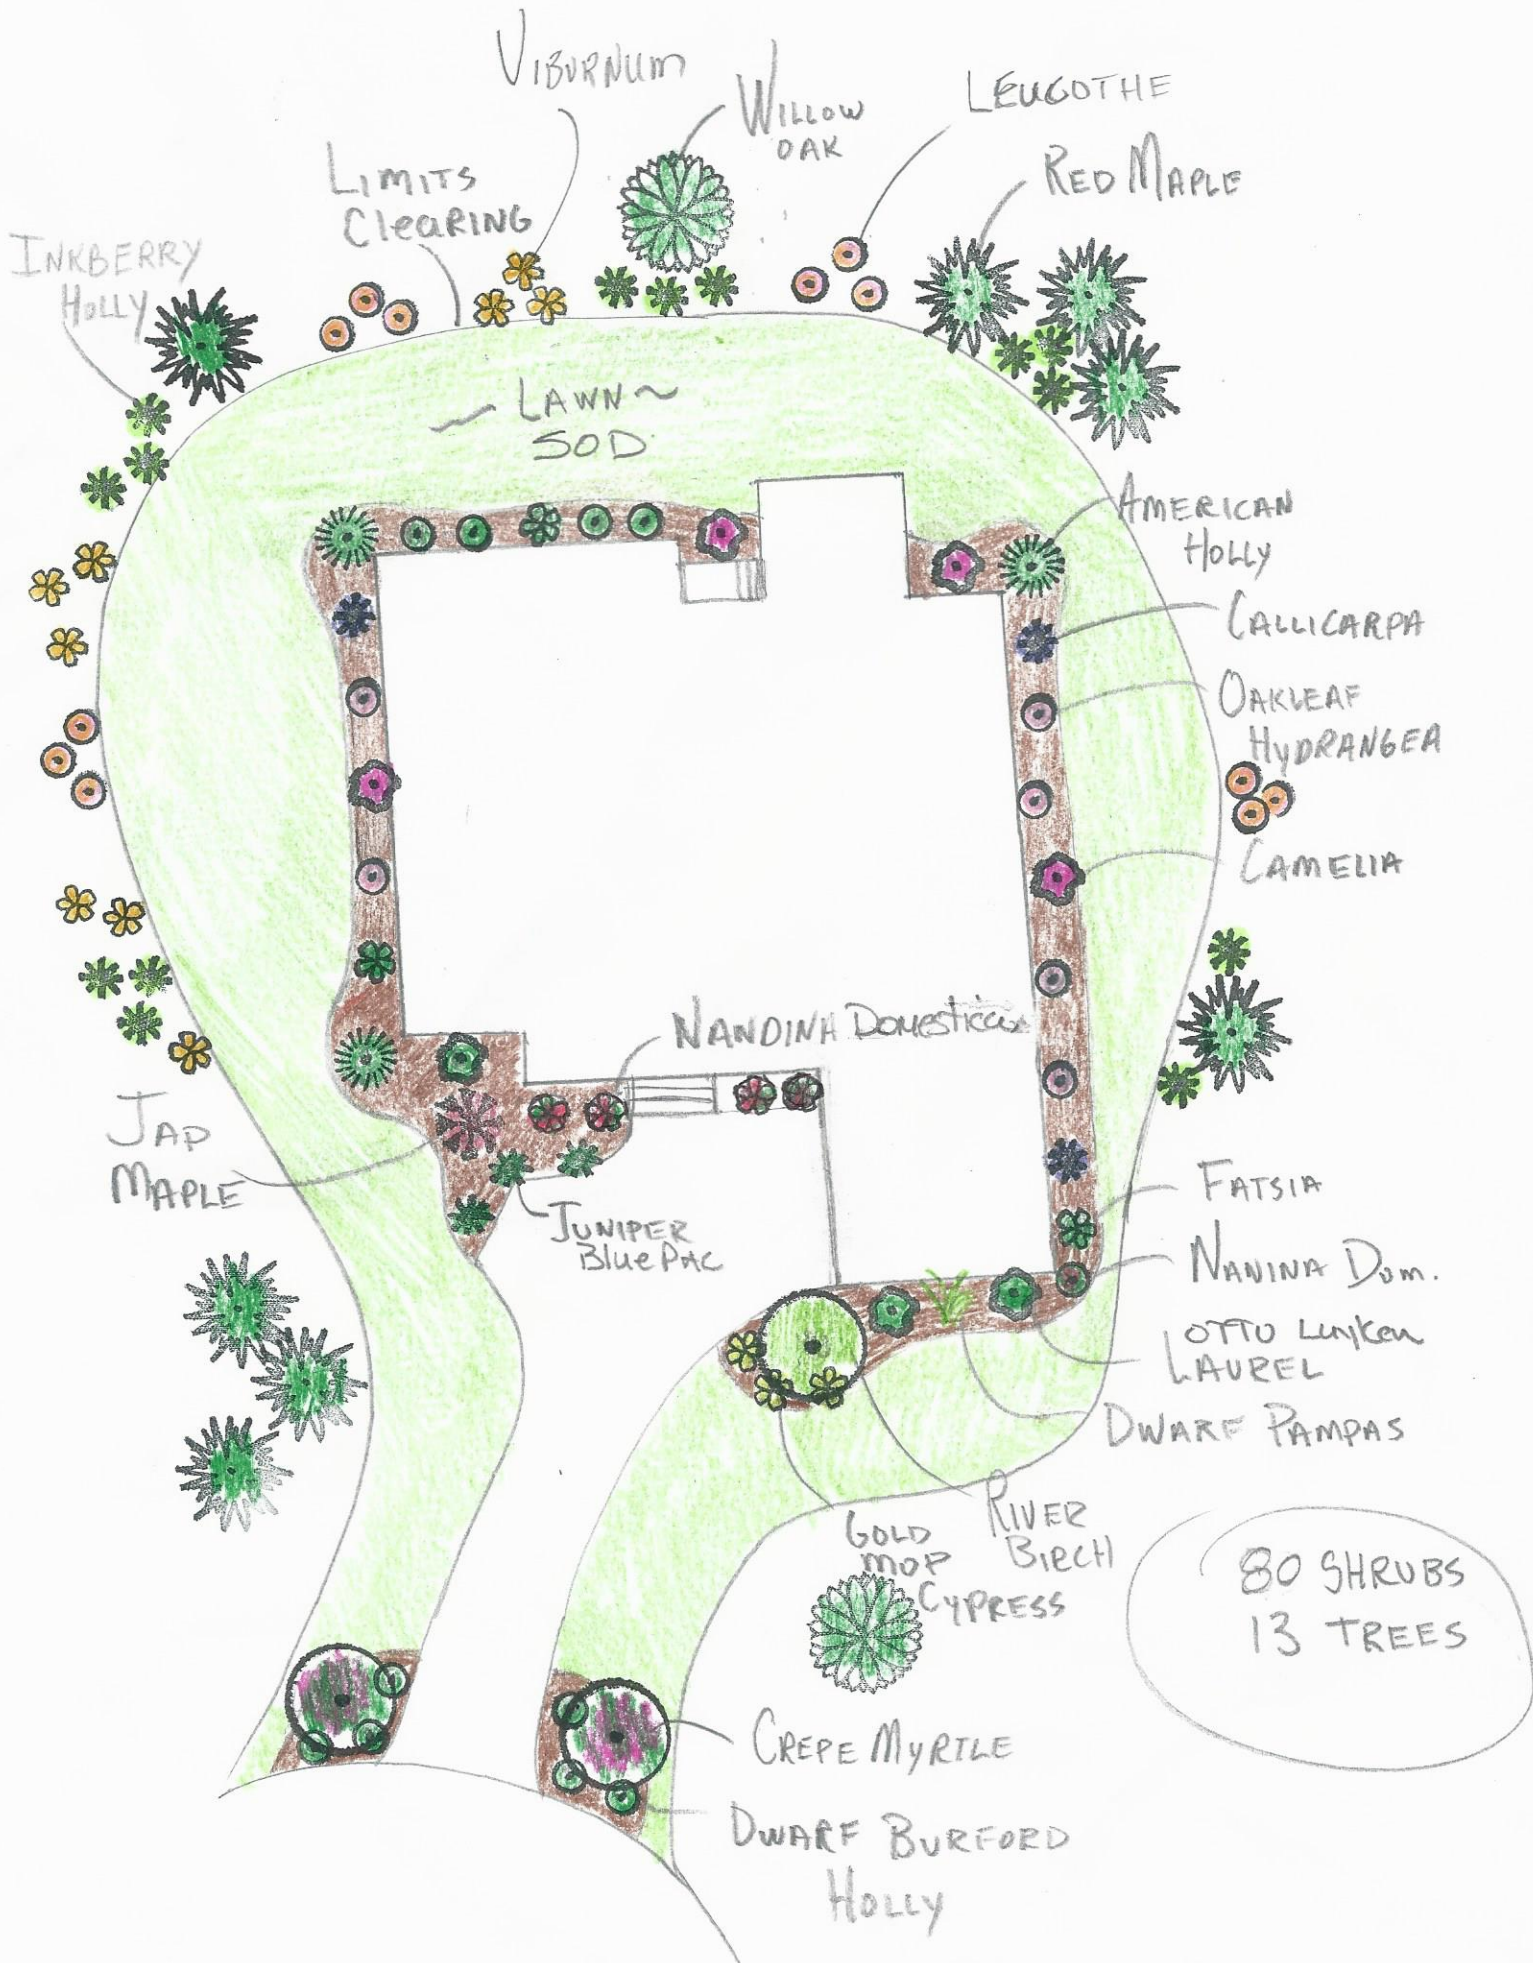 VIBURNUM
WILLOW
OAK
LEUCOTHE
RED MAPLE
LIMITS
CleaRING
INKBERRY
HOLLY
~ LAWN ~
SOD
AMERICAN
HOLLY
CALLICARPA
OAKLEAF
HYDRANGEA
CAMELIA
NANDINA Domestica
JAP
MAPLE
JUNIPER
Blue PAC
FATSIA
NANINA Dom.
OTTO Luyken
LAUREL
DWARF PAMPAS
RIVER
BIRCH
GOLD
MOP
CYPRESS
80 SHRUBS
13 TREES
CREPE MYRTLE
DWARF BURFORD
HOLLY